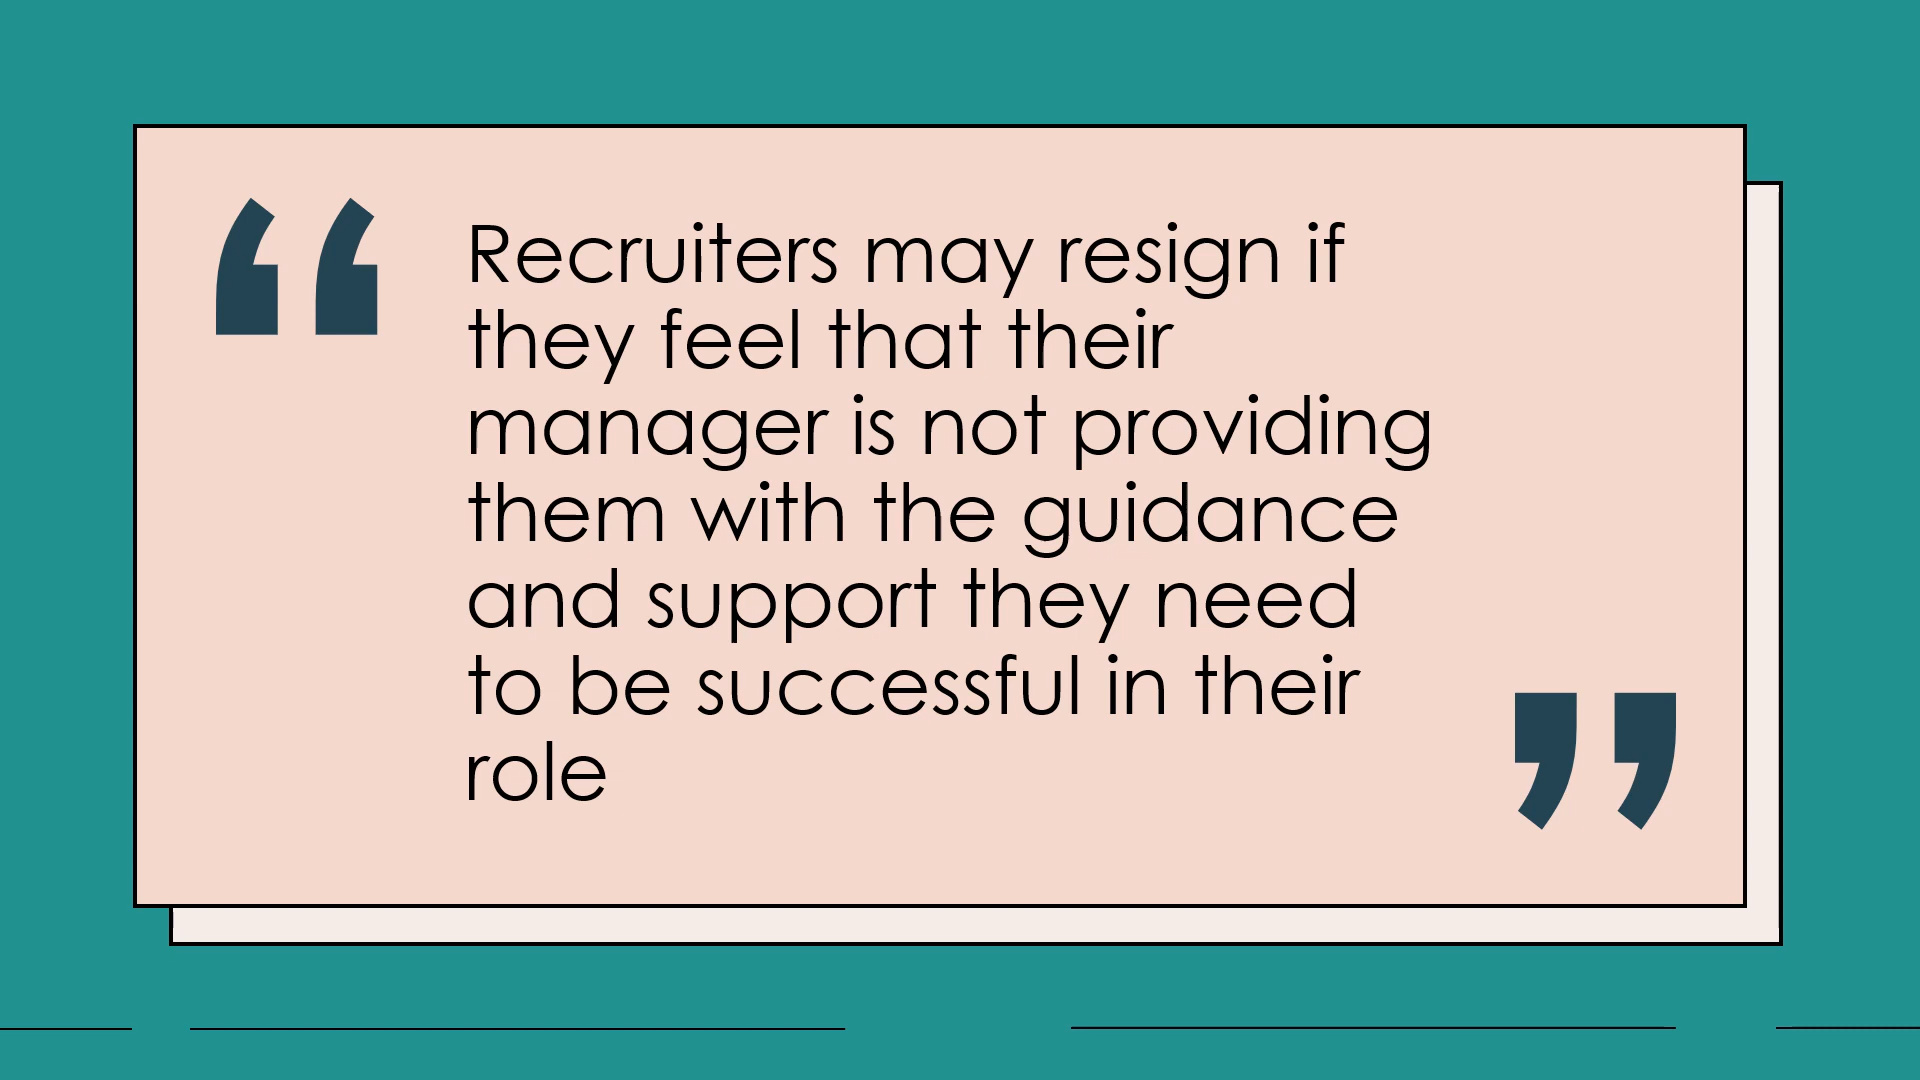 “
Recruiters may resign if
they feel that their
manager is not providing
them with the guidance
and support they need
to be successful in their
role
”